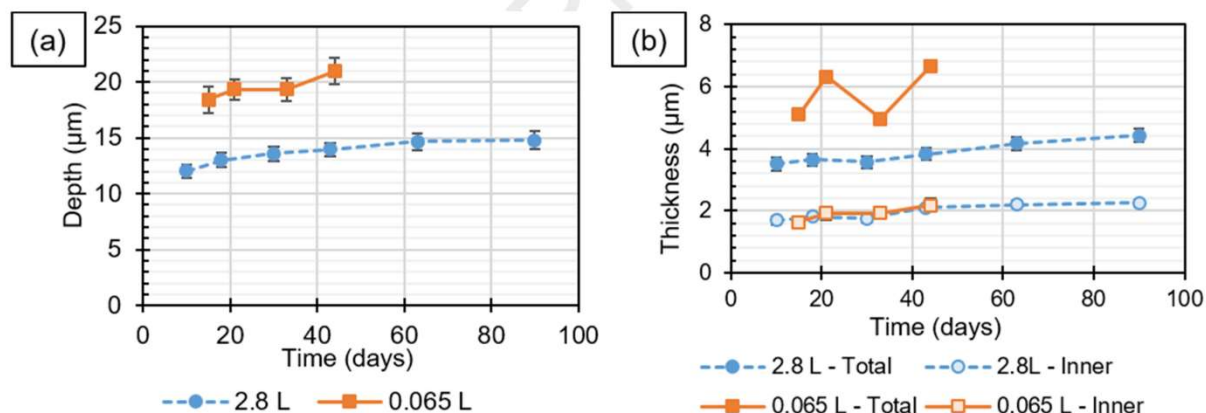 (a)
25
20
15
10
5
0
Depth (µm)
0 20 40 60 80 100
Time (days)
2.8 L 0.065 L
(b)
8
6
4
2
0
Thickness (µm)
0 20 40 60 80 100
Time (days)
2.8 L - Total 2.8L - Inner
0.065 L - Total 0.065 L - Inner